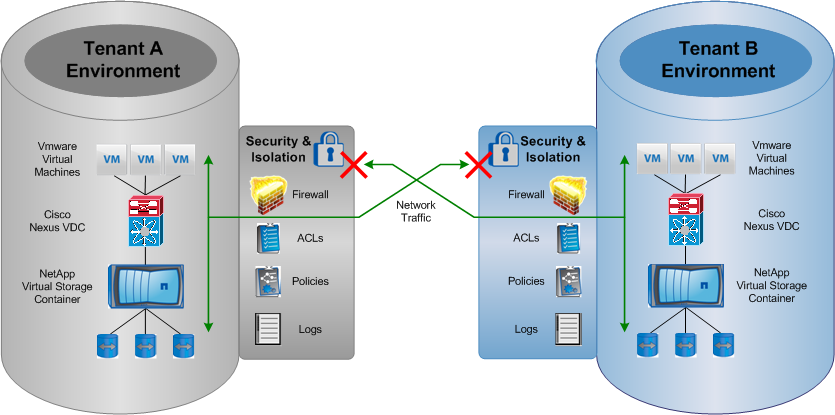 Tenant A
Environment
Vmware
Virtual
Machines
VM VM VM
Cisco
Nexus VDC
NetApp
Virtual Storage
Container
Security &
Isolation
Firewall
ACLs
Policies
Logs
Network
Traffic
Security &
Isolation
Firewall
ACLs
Policies
Logs
Tenant B
Environment
VM VM VM
Vmware
Virtual
Machines
Cisco
Nexus VDC
NetApp
Virtual Storage
Container